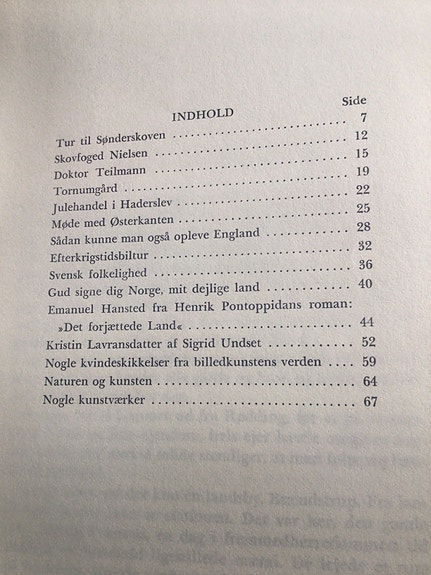 INDHOLD
Side
Tur til Sønderskoven 7
Skovfoged Nielsen 12
Doktor Teilmann 15
Tornumgård 19
Julehandel i Haderslev 22
Møde med Østerkanten 25
Sådan kunne man også opleve England 28
Efterkrigstidsbiltur 32
Svensk folkelighed 36
Gud signe dig Norge, mit dejlige land 40
Emanuel Hansted fra Henrik Pontoppidans roman:
»Det forjættede Land« 44
Kristin Lavransdatter af Sigrid Undset 52
Nogle kvindeskikkelser fra billedkunstens verden 59
Naturen og kunsten 64
Nogle kunstværker 67